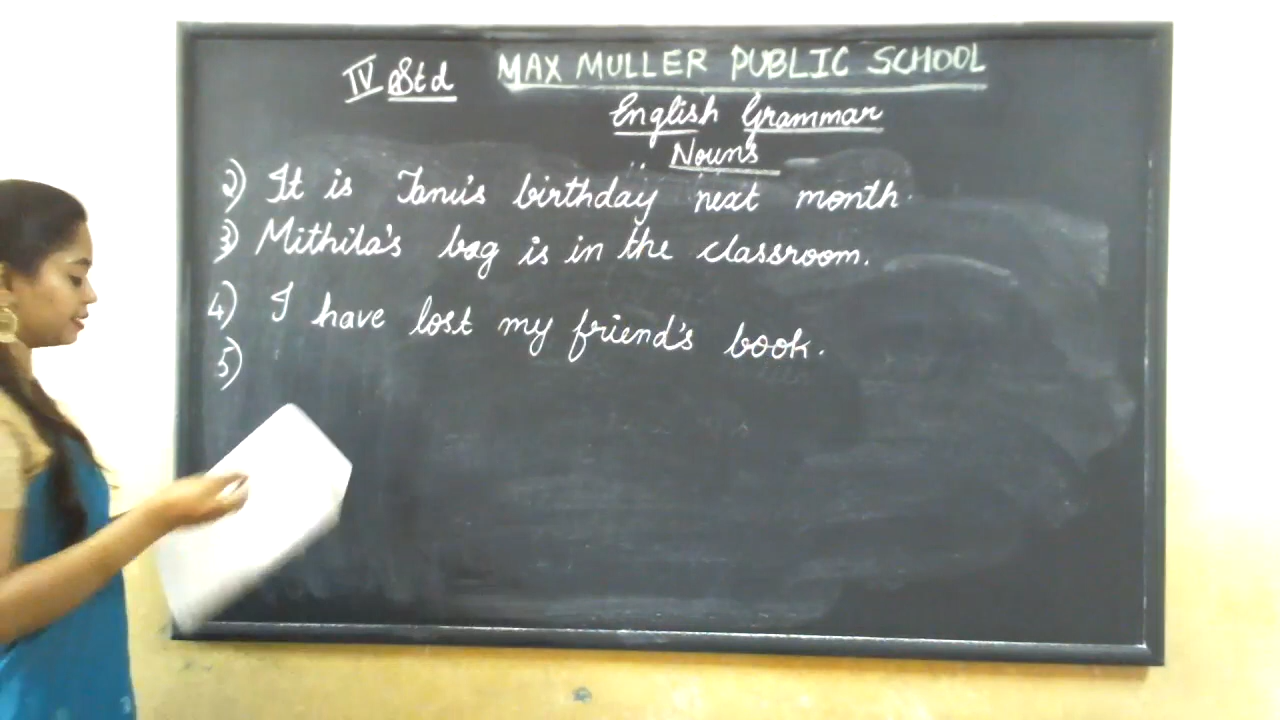 IV Std MAX MULLER PUBLIC SCHOOL
English Grammar
Nouns
2) It is Tanu's birthday next month.
3) Mithila's bag is in the classroom.
4) I have lost my friend's book.
5)